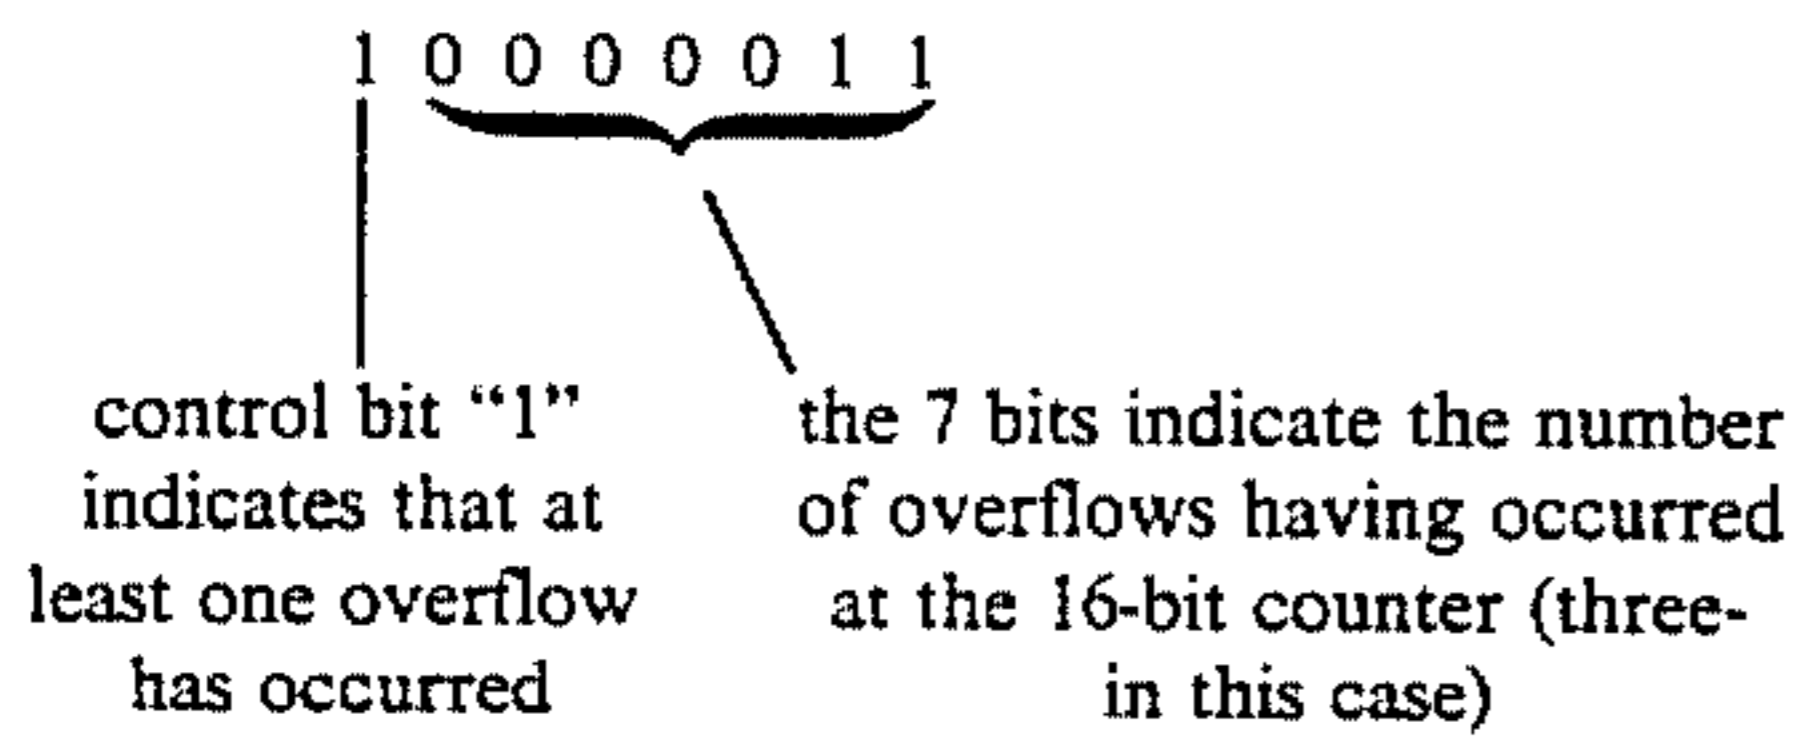 1 0 0 0 0 0 1 1
control bit “1”
indicates that at
least one overflow
has occurred
the 7 bits indicate the number
of overflows having occurred
at the 16-bit counter (three-
in this case)